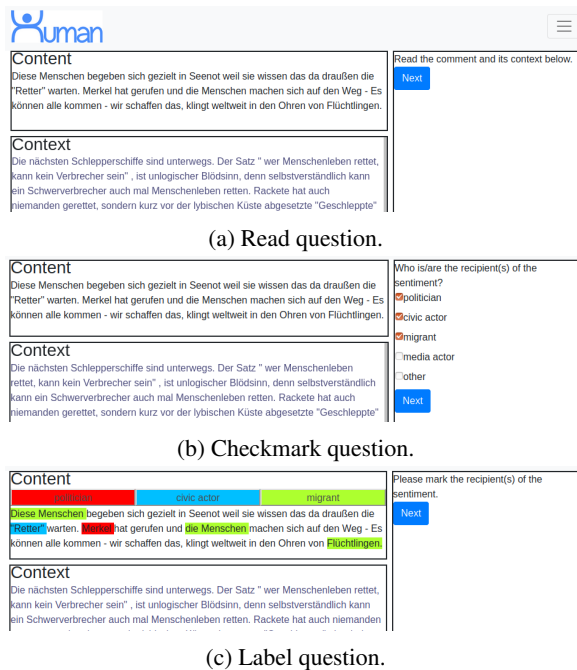 Human
Content
Diese Menschen begeben sich gezielt in Seenot weil sie wissen das da draußen die
"Retter" warten. Merkel hat gerufen und die Menschen machen sich auf den Weg - Es
können alle kommen - wir schaffen das, klingt weltweit in den Ohren von Flüchtlingen.
Read the comment and its context below.
Next
Context
Die nächsten Schlepperschiffe sind unterwegs. Der Satz " wer Menschenleben rettet,
kann kein Verbrecher sein" , ist unlogischer Blödsinn, denn selbstverständlich kann
ein Schwerverbrecher auch mal Menschenleben retten. Rackete hat auch
niemanden gerettet, sondern kurz vor der lybischen Küste abgesetzte "Geschleppte"
(a) Read question.
Content
Diese Menschen begeben sich gezielt in Seenot weil sie wissen das da draußen die
"Retter" warten. Merkel hat gerufen und die Menschen machen sich auf den Weg - Es
können alle kommen - wir schaffen das, klingt weltweit in den Ohren von Flüchtlingen.
Who is/are the recipient(s) of the
sentiment?
politician
civic actor
migrant
media actor
other
Next
Context
Die nächsten Schlepperschiffe sind unterwegs. Der Satz " wer Menschenleben
rettet, kann kein Verbrecher sein" , ist unlogischer Blödsinn, denn selbstverständlich
kann ein Schwerverbrecher auch mal Menschenleben retten. Rackete hat auch
niemanden gerettet, sondern kurz vor der lybischen Küste abgesetzte "Geschleppte"
(b) Checkmark question.
Content
politician civic actor migrant
Diese Menschen begeben sich gezielt in Seenot weil sie wissen das da draußen die
"Retter" warten. Merkel hat gerufen und die Menschen machen sich auf den Weg - Es
können alle kommen - wir schaffen das, klingt weltweit in den Ohren von Flüchtlingen.
Please mark the recipient(s) of the
sentiment.
Next
Context
Die nächsten Schlepperschiffe sind unterwegs. Der Satz " wer Menschenleben rettet,
kann kein Verbrecher sein" , ist unlogischer Blödsinn, denn selbstverständlich kann
ein Schwerverbrecher auch mal Menschenleben retten. Rackete hat auch niemanden
(c) Label question.